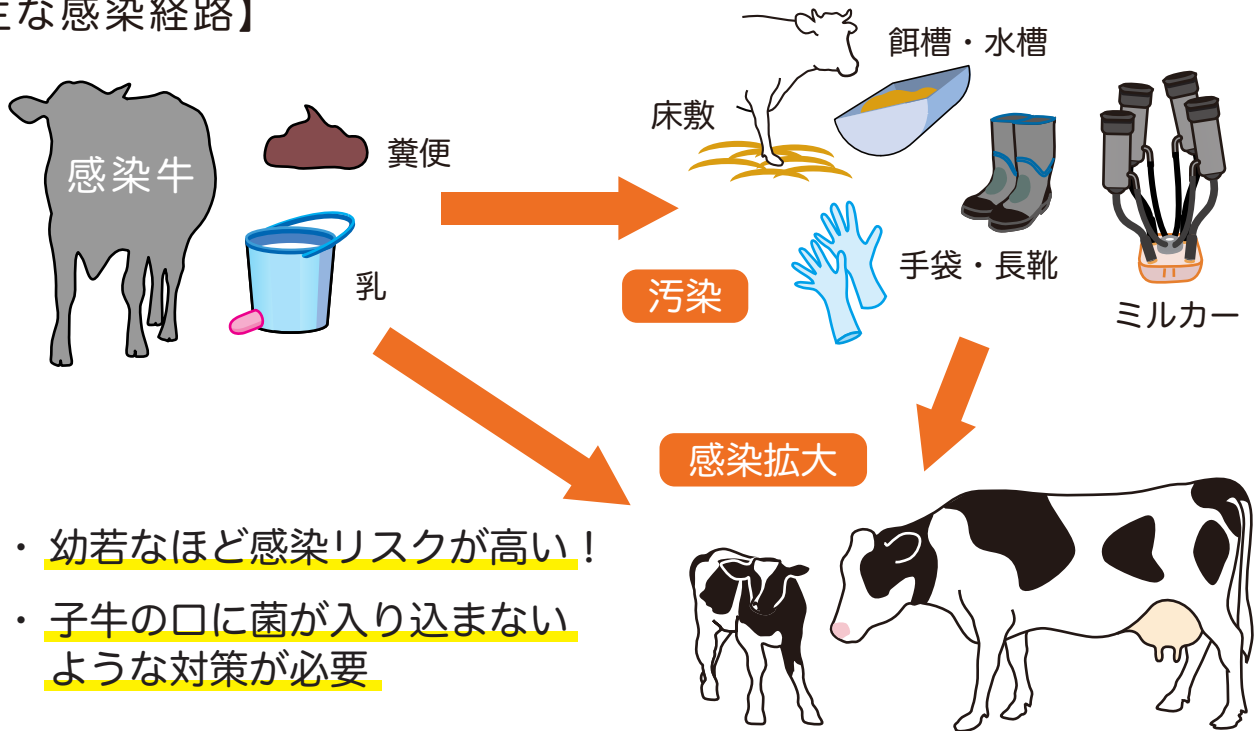 主な感染経路】
感染牛
糞便
乳
床敷
餌槽・水槽
手袋・長靴
ミルカー
汚染
感染拡大
・ 幼若なほど感染リスクが高い！
・ 子牛の口に菌が入り込まない
ような対策が必要